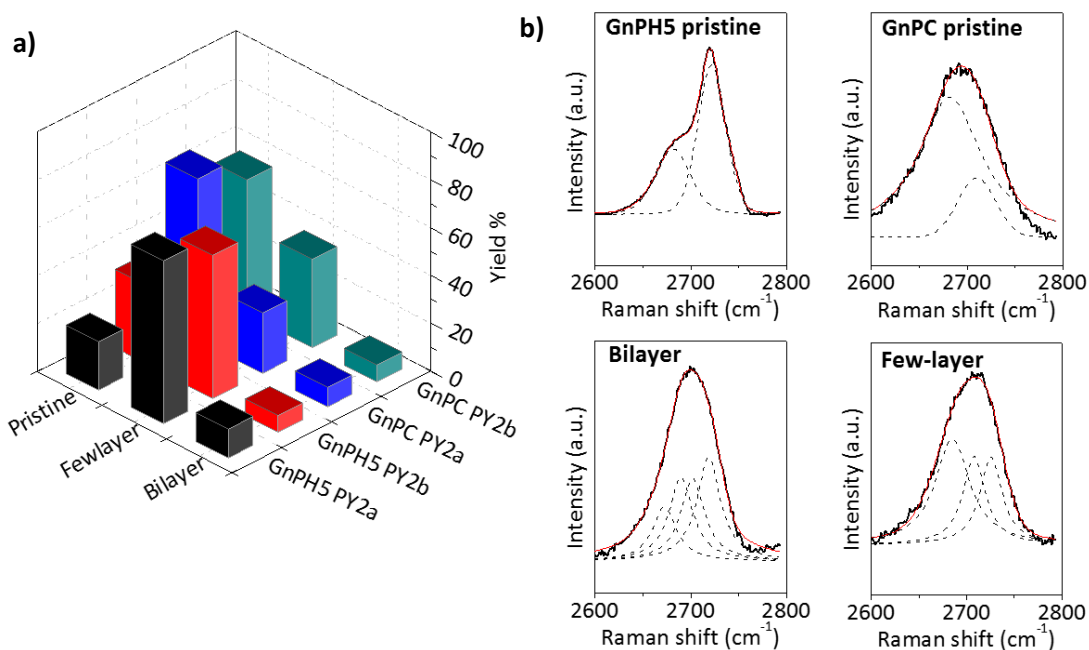 a)
100
80
60
40
20
0
Yield %
Pristine
Fewlayer
Bilayer
GnPH5 PY2a
GnPH5 PY2b
GnPC PY2a
GnPC PY2b
b)
GnPH5 pristine
Intensity (a.u.)
2600 2700 2800
Raman shift (cm⁻¹)
GnPC pristine
Intensity (a.u.)
2600 2700 2800
Raman shift (cm⁻¹)
Bilayer
Intensity (a.u.)
2600 2700 2800
Raman shift (cm⁻¹)
Few-layer
Intensity (a.u.)
2600 2700 2800
Raman shift (cm⁻¹)